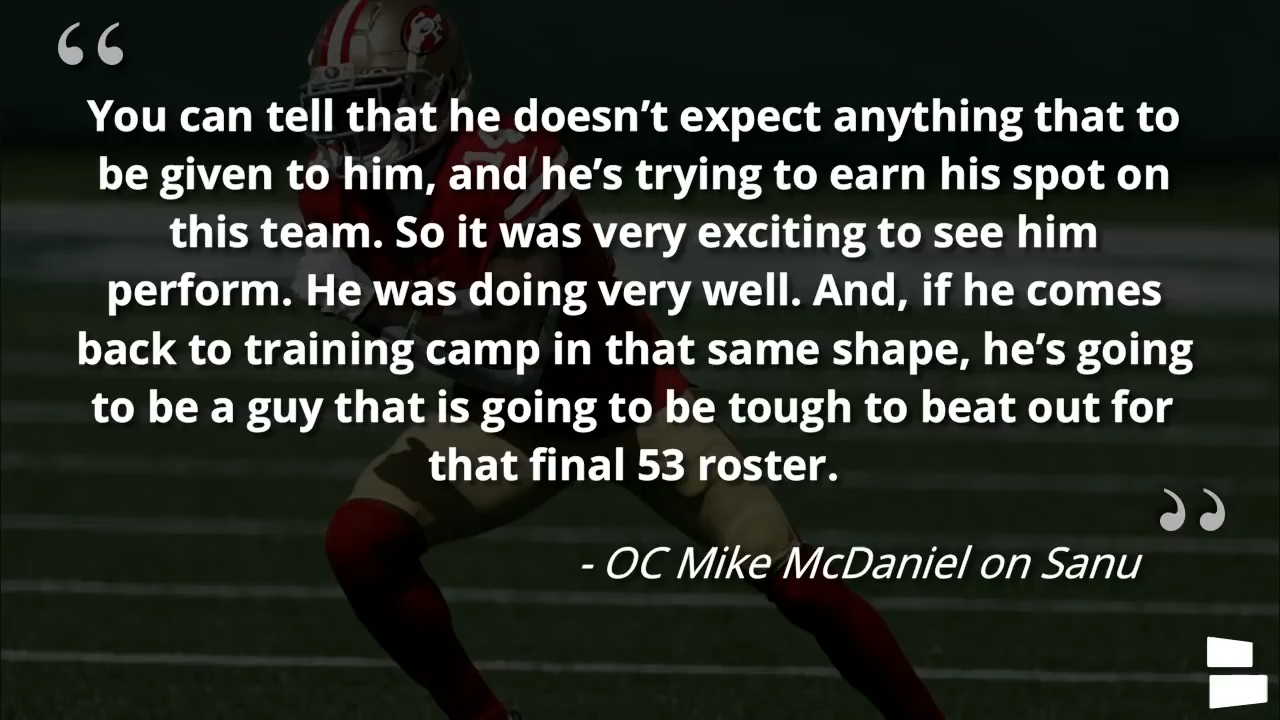 “
You can tell that he doesn’t expect anything that to
be given to him, and he’s trying to earn his spot on
this team. So it was very exciting to see him
perform. He was doing very well. And, if he comes
back to training camp in that same shape, he’s going
to be a guy that is going to be tough to beat out for
that final 53 roster.
”
- OC Mike McDaniel on Sanu